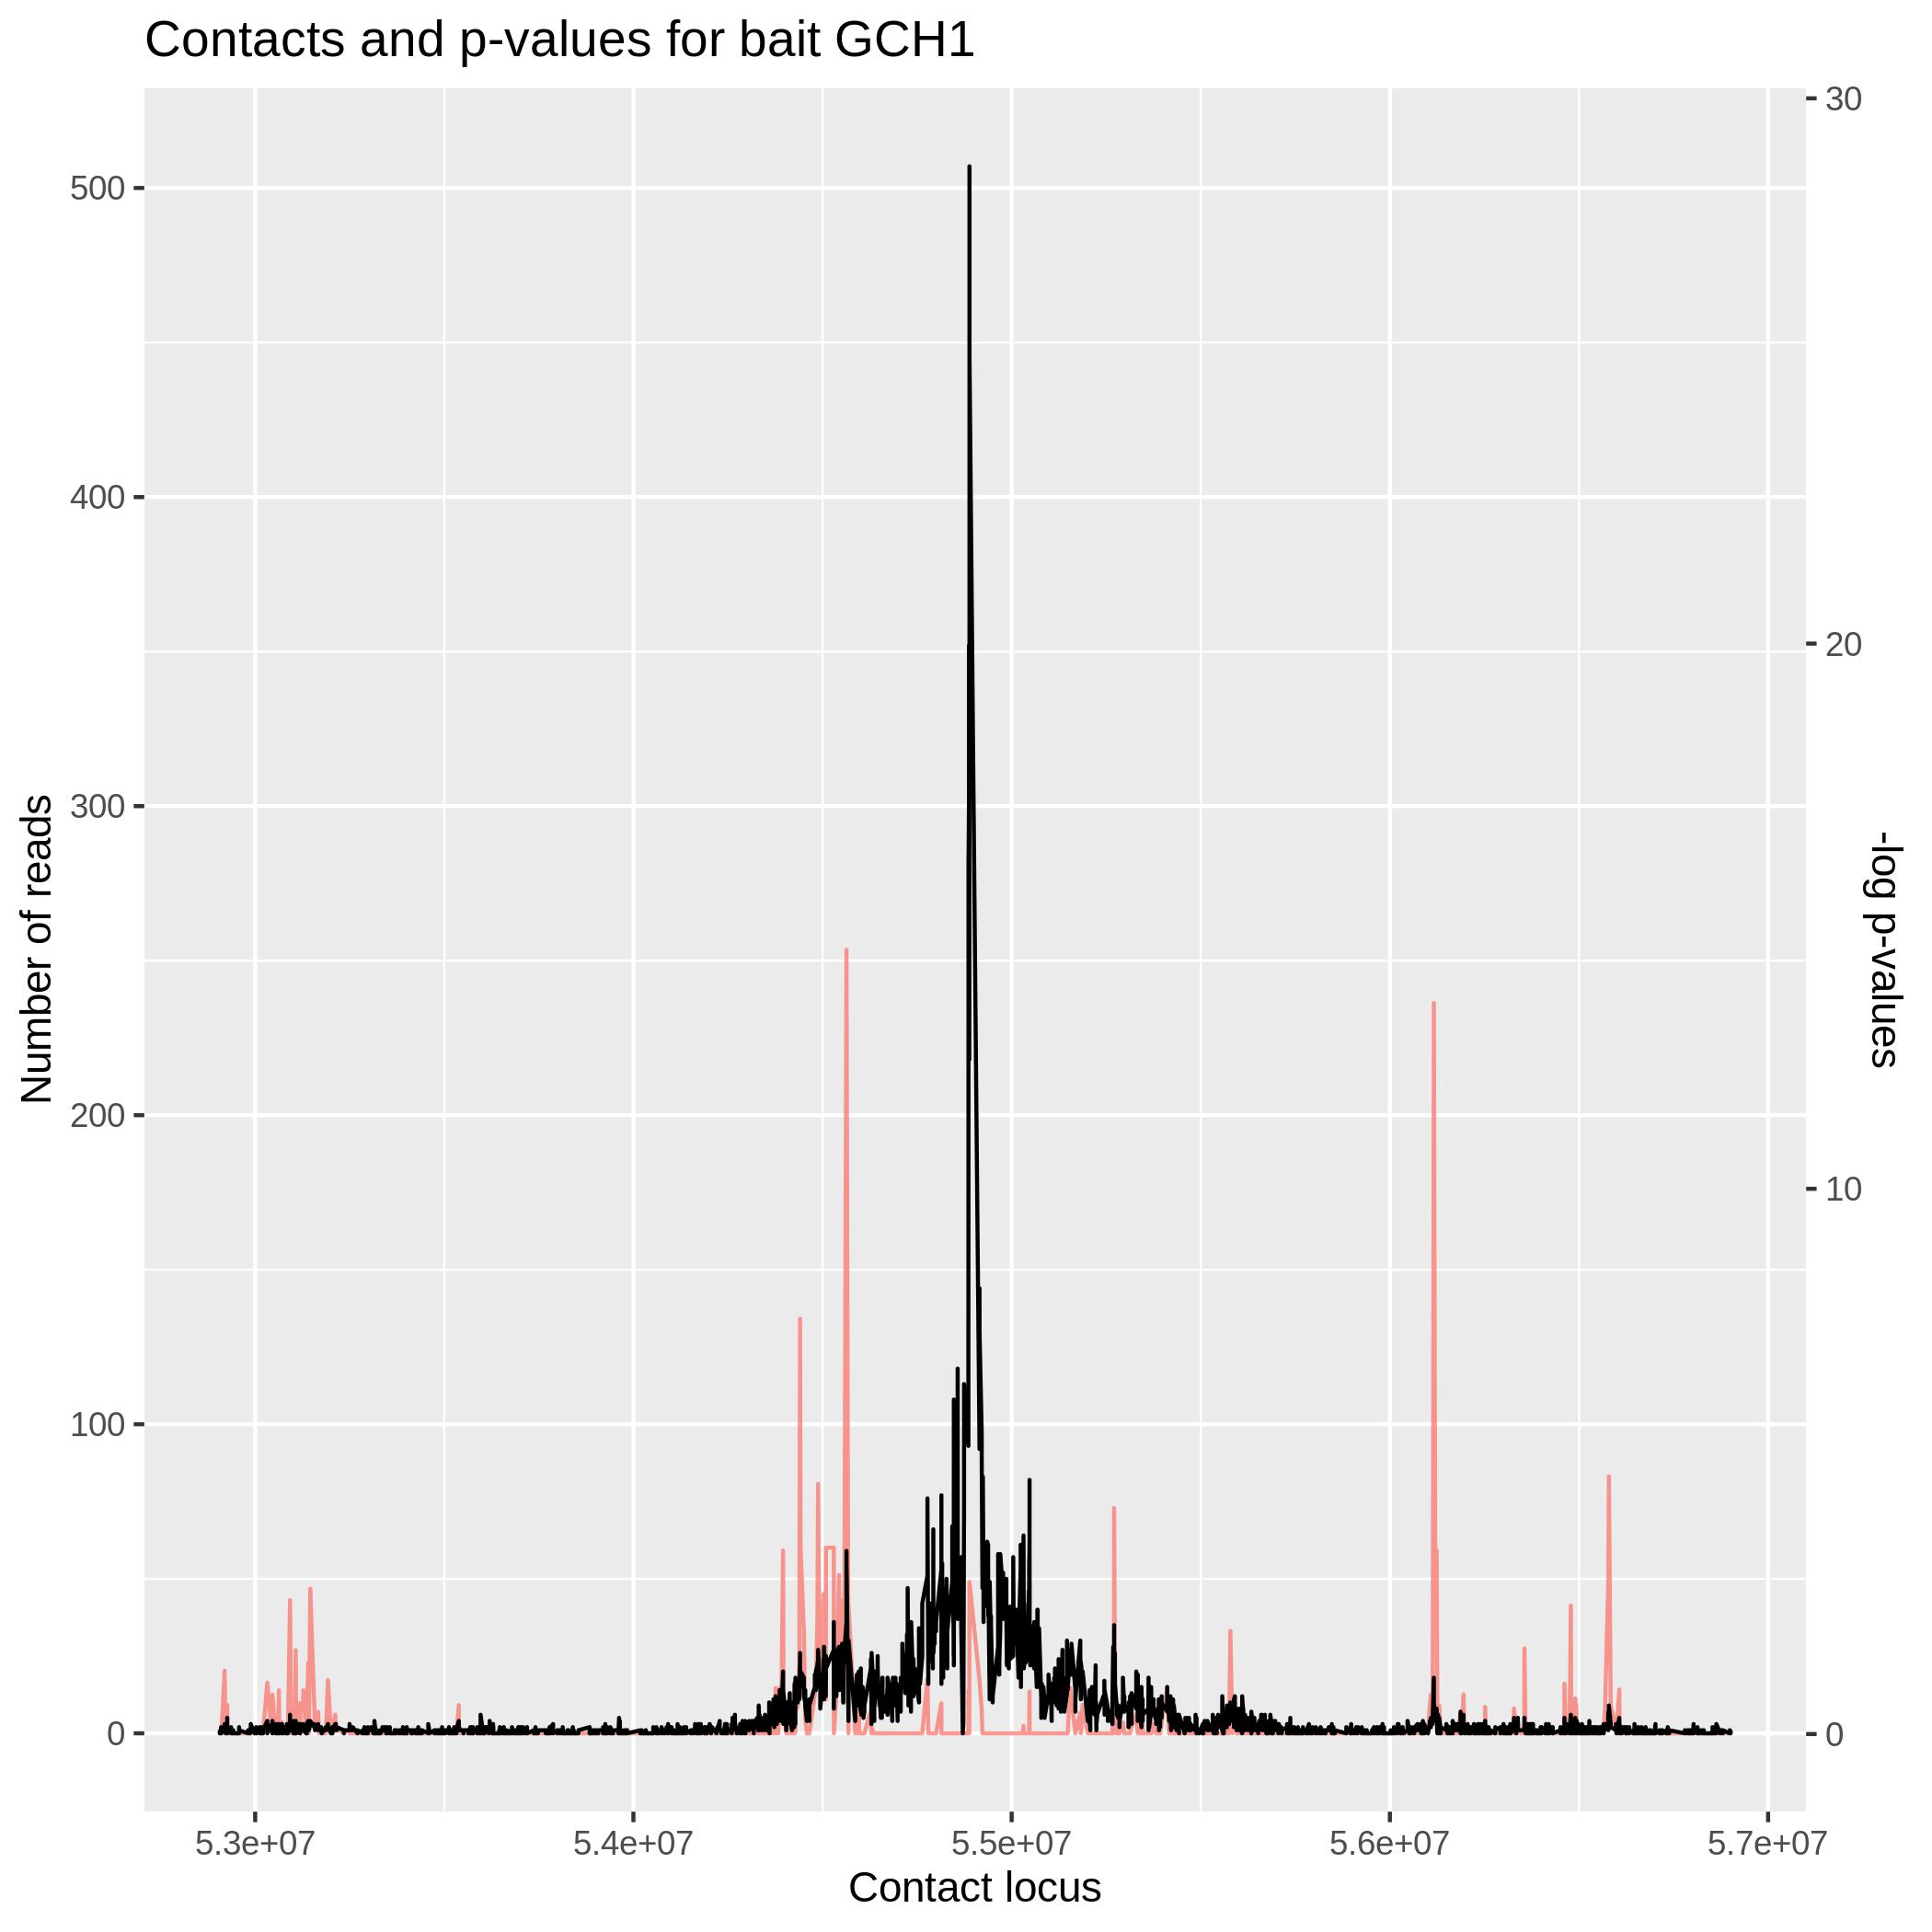 Contacts and p-values for bait GCH1
500
400
300
200
100
0
Number of reads
30
20
10
0
-log p-values
5.3e+07
5.4e+07
5.5e+07
5.6e+07
5.7e+07
Contact locus